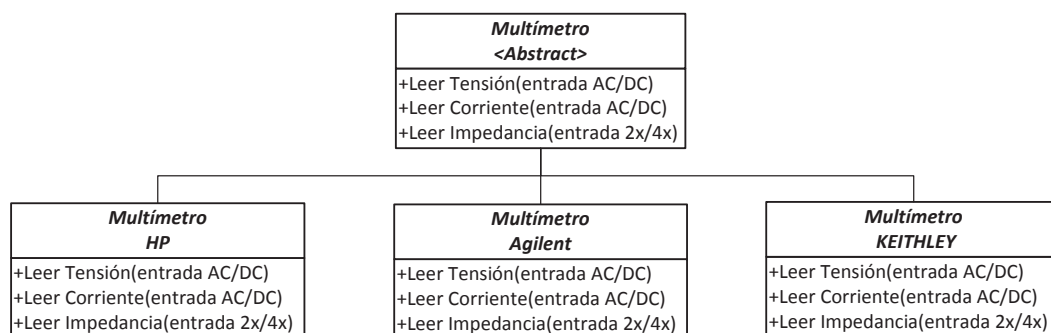 Multímetro
<Abstract>
+Leer Tensión(entrada AC/DC)
+Leer Corriente(entrada AC/DC)
+Leer Impedancia(entrada 2x/4x)
Multímetro
HP
+Leer Tensión(entrada AC/DC)
+Leer Corriente(entrada AC/DC)
+Leer Impedancia(entrada 2x/4x)
Multímetro
Agilent
+Leer Tensión(entrada AC/DC)
+Leer Corriente(entrada AC/DC)
+Leer Impedancia(entrada 2x/4x)
Multímetro
KEITHLEY
+Leer Tensión(entrada AC/DC)
+Leer Corriente(entrada AC/DC)
+Leer Impedancia(entrada 2x/4x)